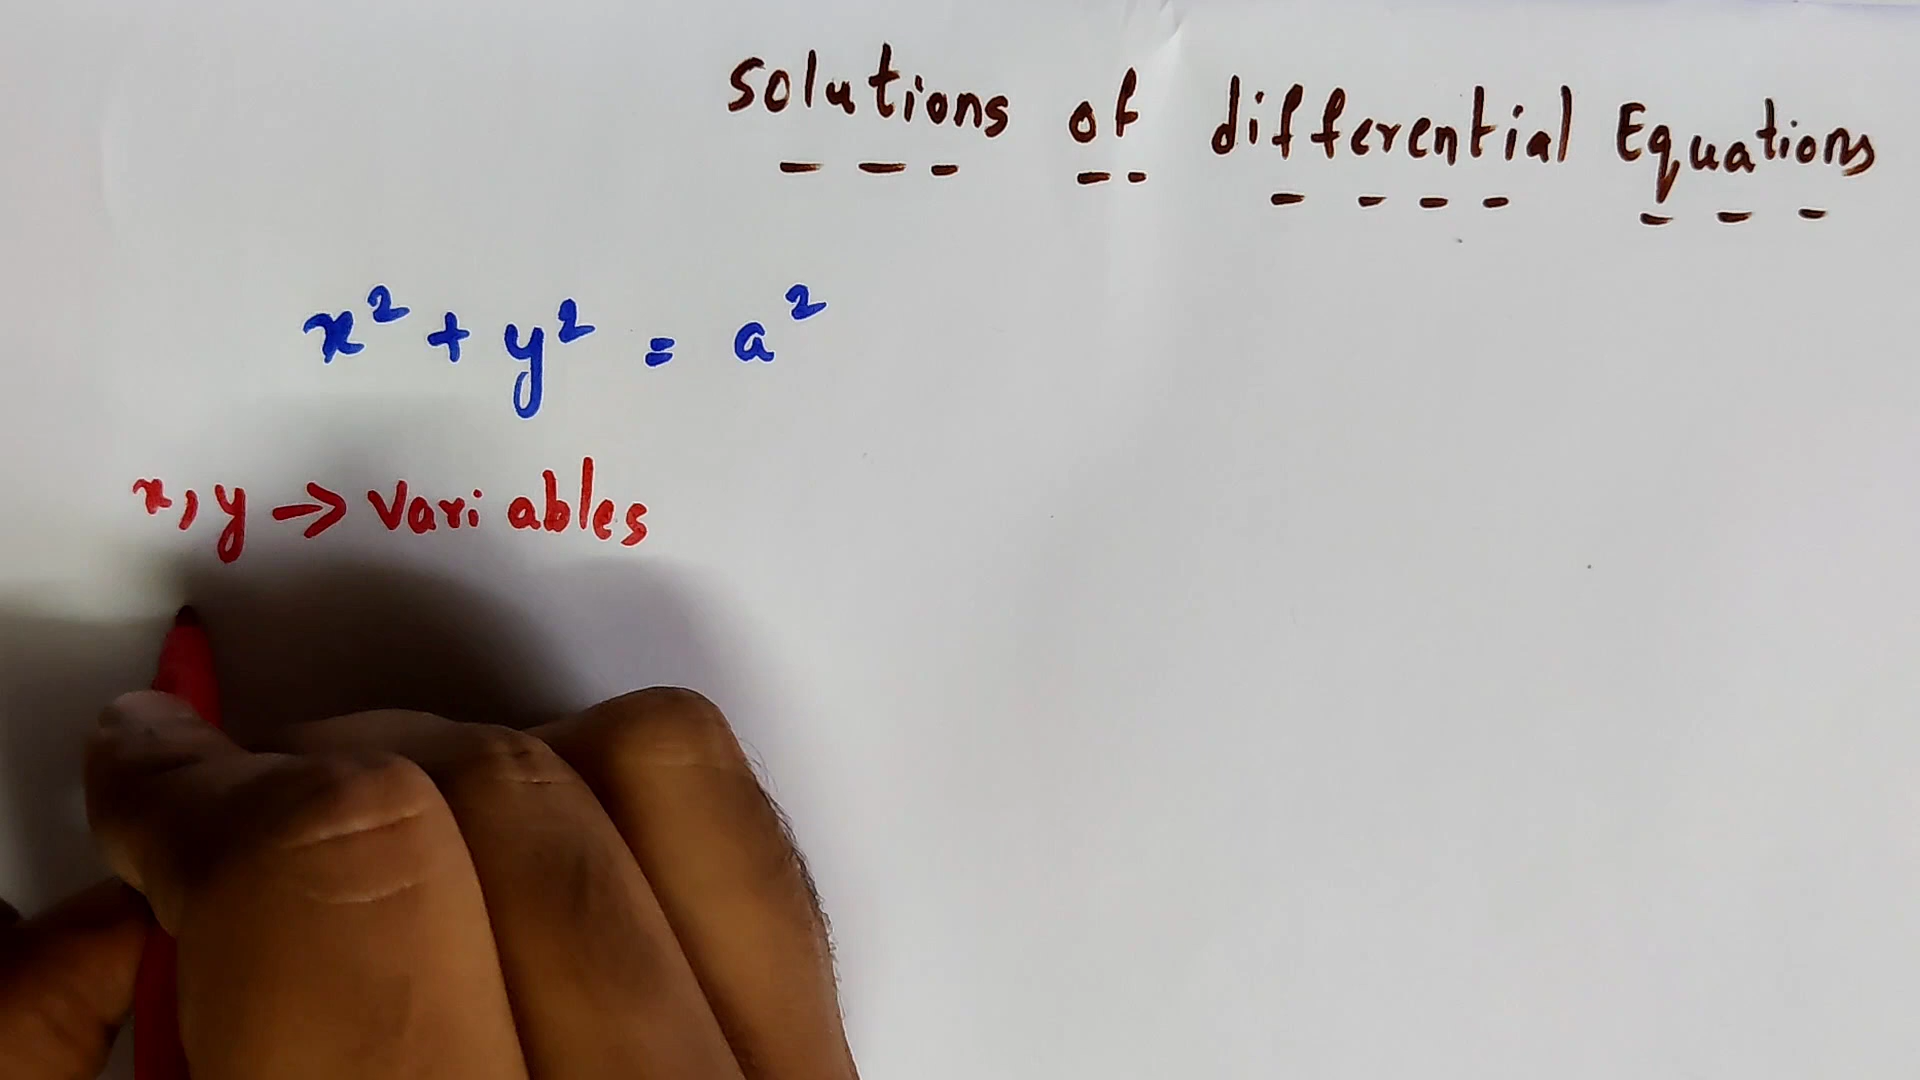 solutions of differential Equations
x² + y² = a²
x, y → variables